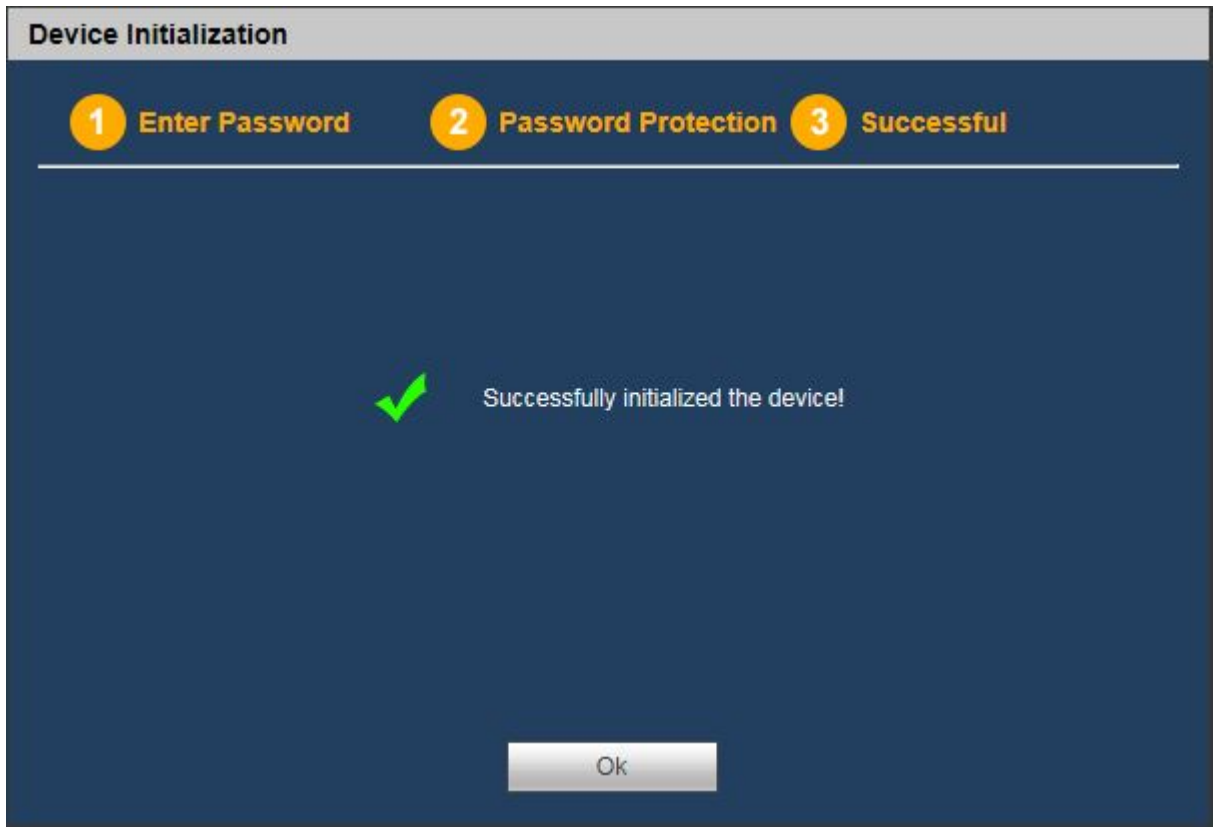 Device Initialization
1 Enter Password 2 Password Protection 3 Successful
Successfully initialized the device!
Ok